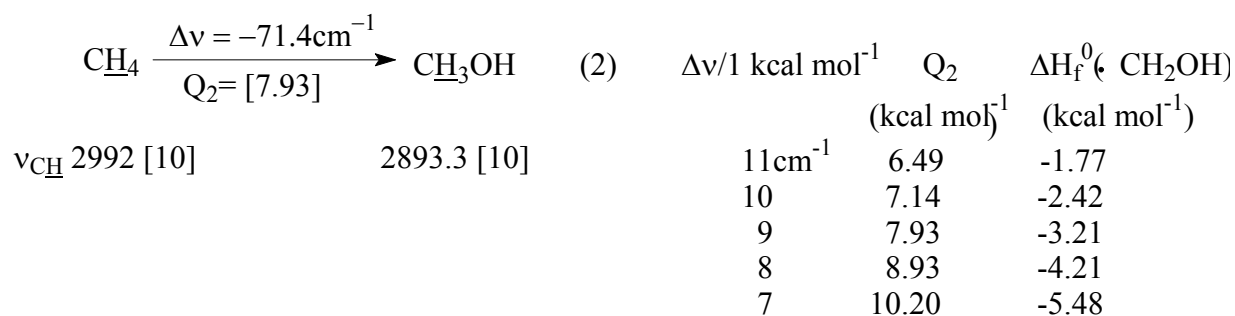 Δν = −71.4cm⁻¹
CH₄ → CH₃OH (2) Δν/1 kcal mol⁻¹ Q₂ ΔH_f⁰(• CH₂OH)
Q₂= [7.93]
(kcal mol⁻¹) (kcal mol⁻¹)
ν_CH 2992 [10] 2893.3 [10] 11cm⁻¹ 6.49 -1.77
10 7.14 -2.42
9 7.93 -3.21
8 8.93 -4.21
7 10.20 -5.48